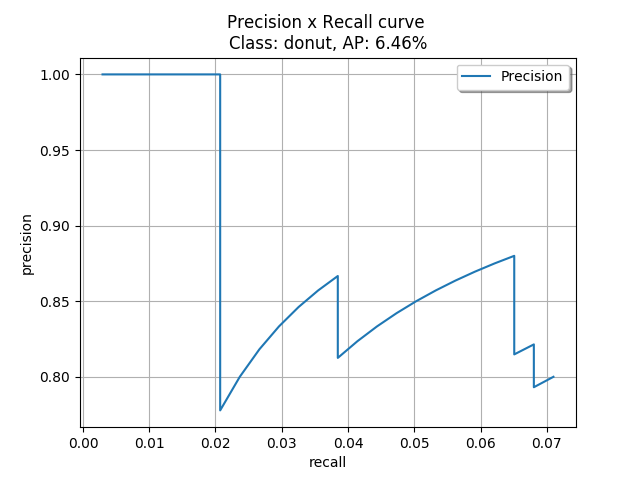 Precision x Recall curve
Class: donut, AP: 6.46%
Precision
1.00
0.95
0.90
0.85
0.80
precision
0.00 0.01 0.02 0.03 0.04 0.05 0.06 0.07
recall